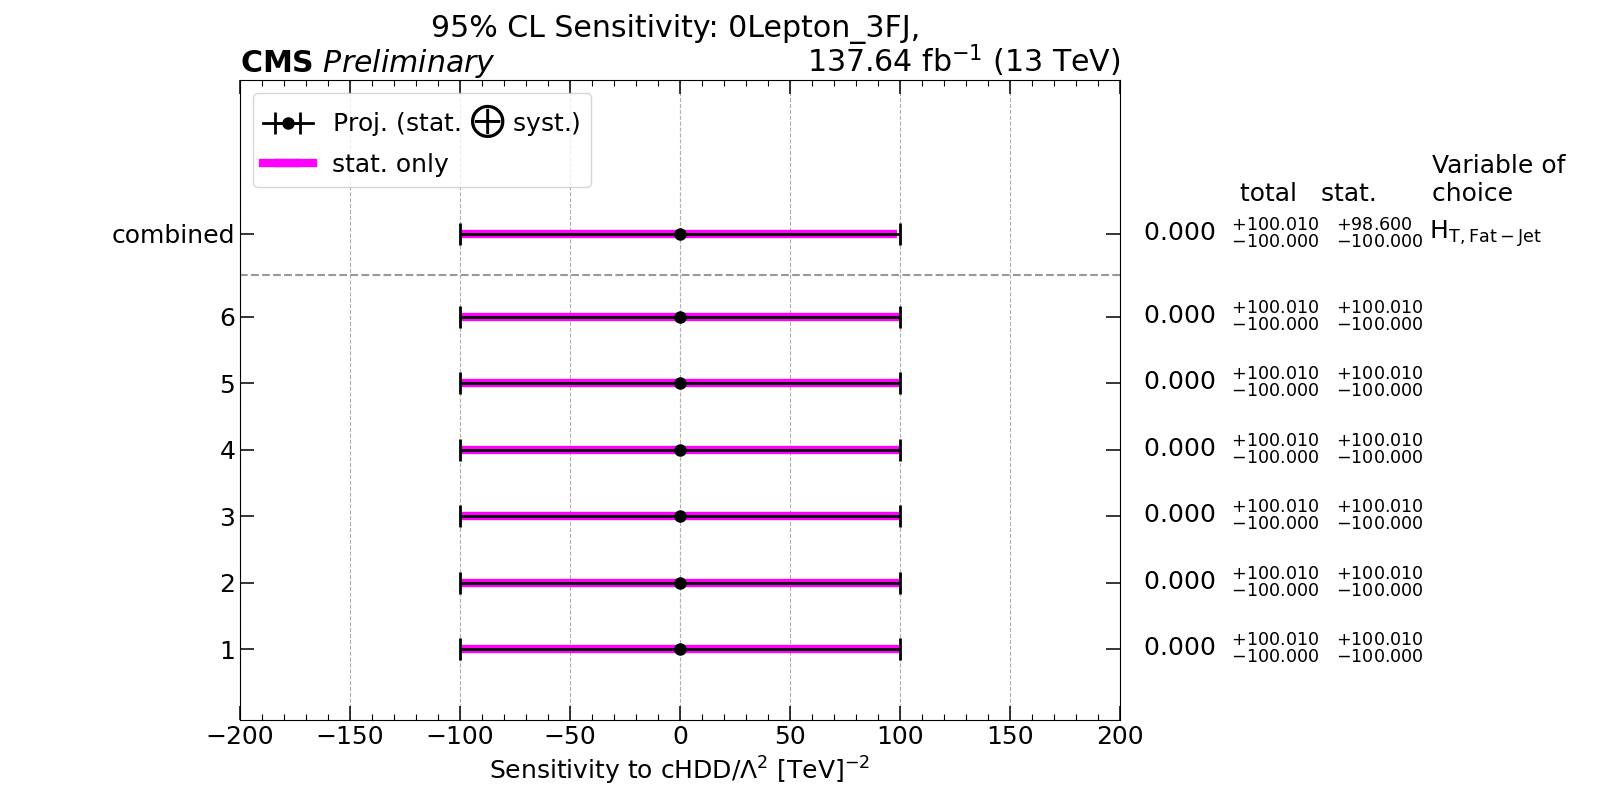 95% CL Sensitivity: 0Lepton_3FJ,
CMS Preliminary 137.64 fb⁻¹ (13 TeV)
Proj. (stat. ⊕ syst.)
stat. only
Variable of
total stat. choice
combined 0.000 +100.010 −100.000 +98.600 −100.000 H_T, Fat−Jet
6 0.000 +100.010 −100.000 +100.010 −100.000
5 0.000 +100.010 −100.000 +100.010 −100.000
4 0.000 +100.010 −100.000 +100.010 −100.000
3 0.000 +100.010 −100.000 +100.010 −100.000
2 0.000 +100.010 −100.000 +100.010 −100.000
1 0.000 +100.010 −100.000 +100.010 −100.000
−200 −150 −100 −50 0 50 100 150 200
Sensitivity to cHDD/Λ² [TeV]⁻²